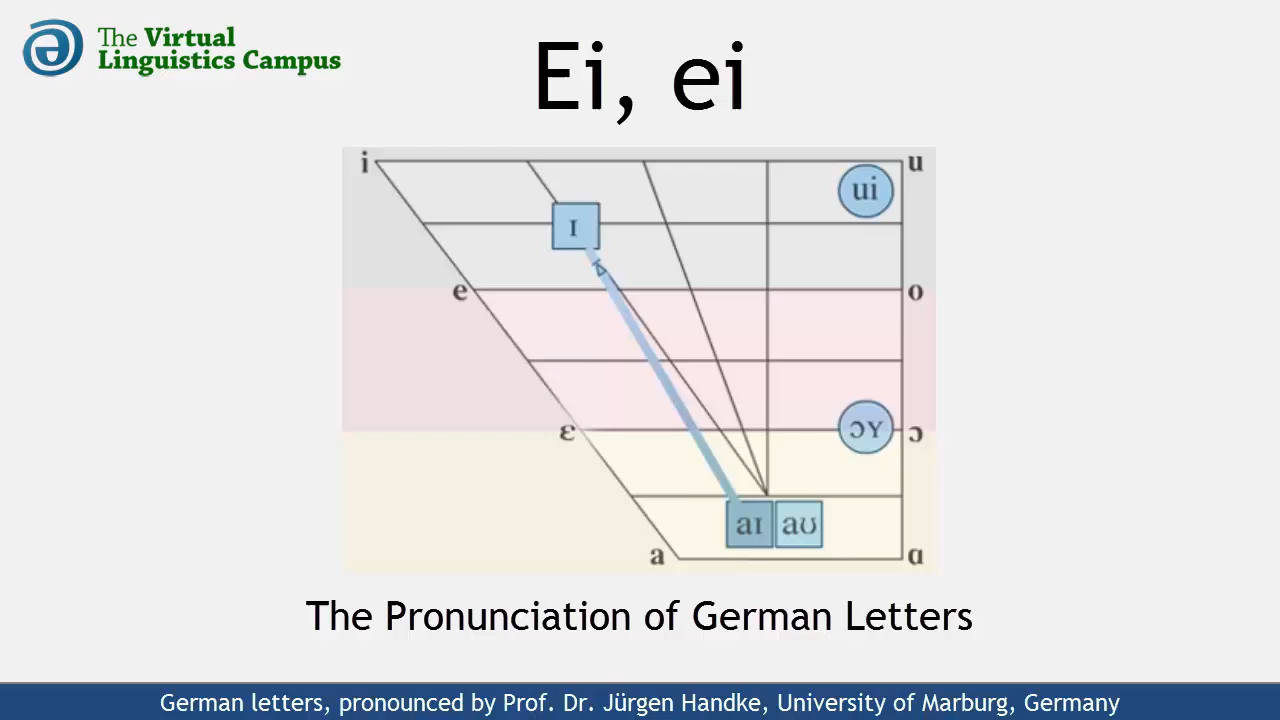 The Virtual
Linguistics Campus
Ei, ei
i
u
ui
ɪ
e
o
ɛ
ɔʏ
ɔ
aɪ
aʊ
a
ɑ
The Pronunciation of German Letters
German letters, pronounced by Prof. Dr. Jürgen Handke, University of Marburg, Germany